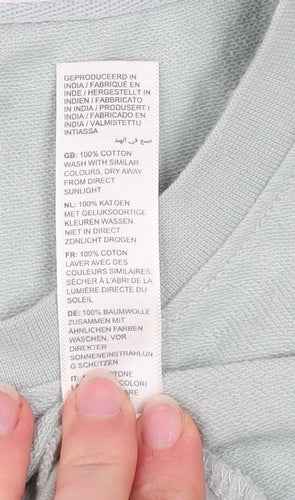 GEPRODUCEERD IN
INDIA / FABRIQUÉ EN
INDE / HERGESTELLT IN
INDIEN / FABBRICATO
IN INDIA / PRODUSERT I
INDIA / FABRICADO EN
INDIA / VALMISTETTU
INTIASSA
صنع في الهند
GB: 100% COTTON
WASH WITH SIMILAR
COLOURS, DRY AWAY
FROM DIRECT
SUNLIGHT
NL: 100% KATOEN
MET GELIJKSOORTIGE
KLEUREN WASSEN,
NIET IN DIRECT
ZONLICHT DROGEN
FR: 100% COTON
LAVER AVEC DES
COULEURS SIMILAIRES,
SÉCHER À L'ABRI DE LA
LUMIÈRE DIRECTE DU
SOLEIL
DE: 100% BAUMWOLLE
ZUSAMMEN MIT
ÄHNLICHEN FARBEN
WASCHEN, VOR
DIREKTER
SONNENEINSTRAHLUN
G SCHÜTZEN
IT:
COLORI